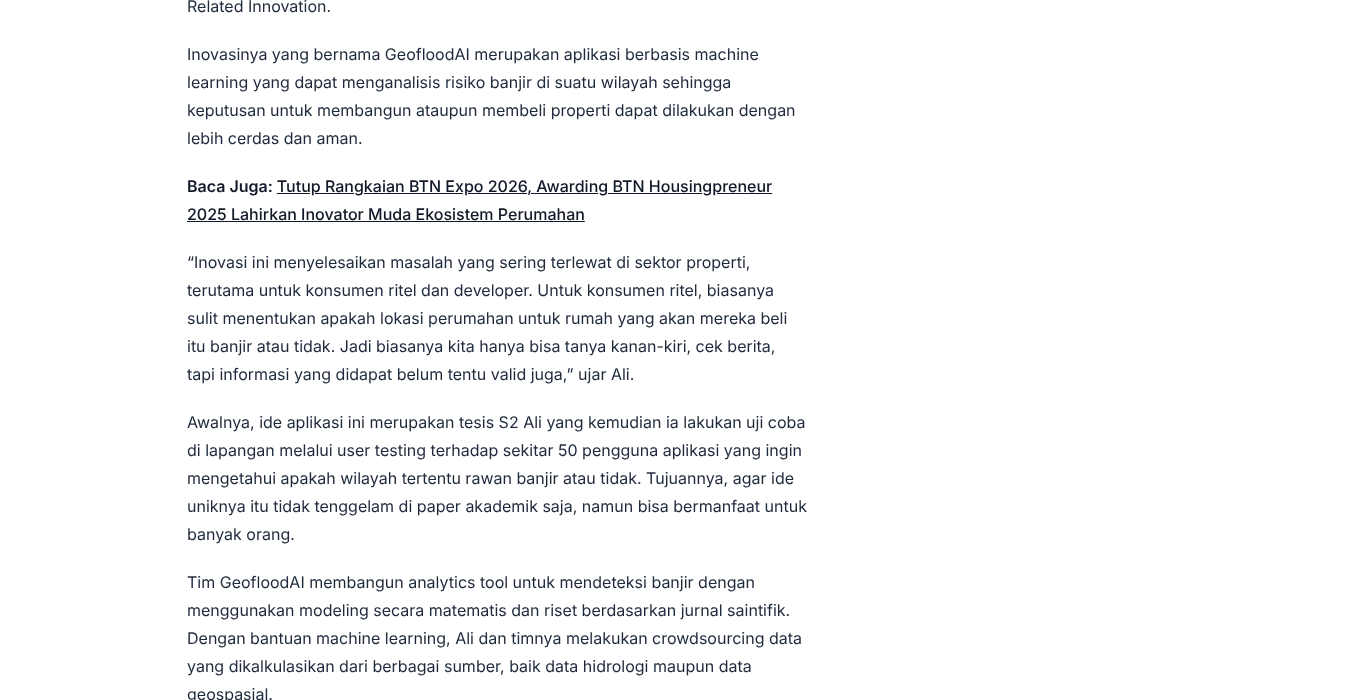 Related Innovation.
Inovasinya yang bernama GeofloodAI merupakan aplikasi berbasis machine
learning yang dapat menganalisis risiko banjir di suatu wilayah sehingga
keputusan untuk membangun ataupun membeli properti dapat dilakukan dengan
lebih cerdas dan aman.
Baca Juga: Tutup Rangkaian BTN Expo 2026, Awarding BTN Housingpreneur
2025 Lahirkan Inovator Muda Ekosistem Perumahan
“Inovasi ini menyelesaikan masalah yang sering terlewat di sektor properti,
terutama untuk konsumen ritel dan developer. Untuk konsumen ritel, biasanya
sulit menentukan apakah lokasi perumahan untuk rumah yang akan mereka beli
itu banjir atau tidak. Jadi biasanya kita hanya bisa tanya kanan-kiri, cek berita,
tapi informasi yang didapat belum tentu valid juga,” ujar Ali.
Awalnya, ide aplikasi ini merupakan tesis S2 Ali yang kemudian ia lakukan uji coba
di lapangan melalui user testing terhadap sekitar 50 pengguna aplikasi yang ingin
mengetahui apakah wilayah tertentu rawan banjir atau tidak. Tujuannya, agar ide
uniknya itu tidak tenggelam di paper akademik saja, namun bisa bermanfaat untuk
banyak orang.
Tim GeofloodAI membangun analytics tool untuk mendeteksi banjir dengan
menggunakan modeling secara matematis dan riset berdasarkan jurnal saintifik.
Dengan bantuan machine learning, Ali dan timnya melakukan crowdsourcing data
yang dikalkulasikan dari berbagai sumber, baik data hidrologi maupun data
geospasial.